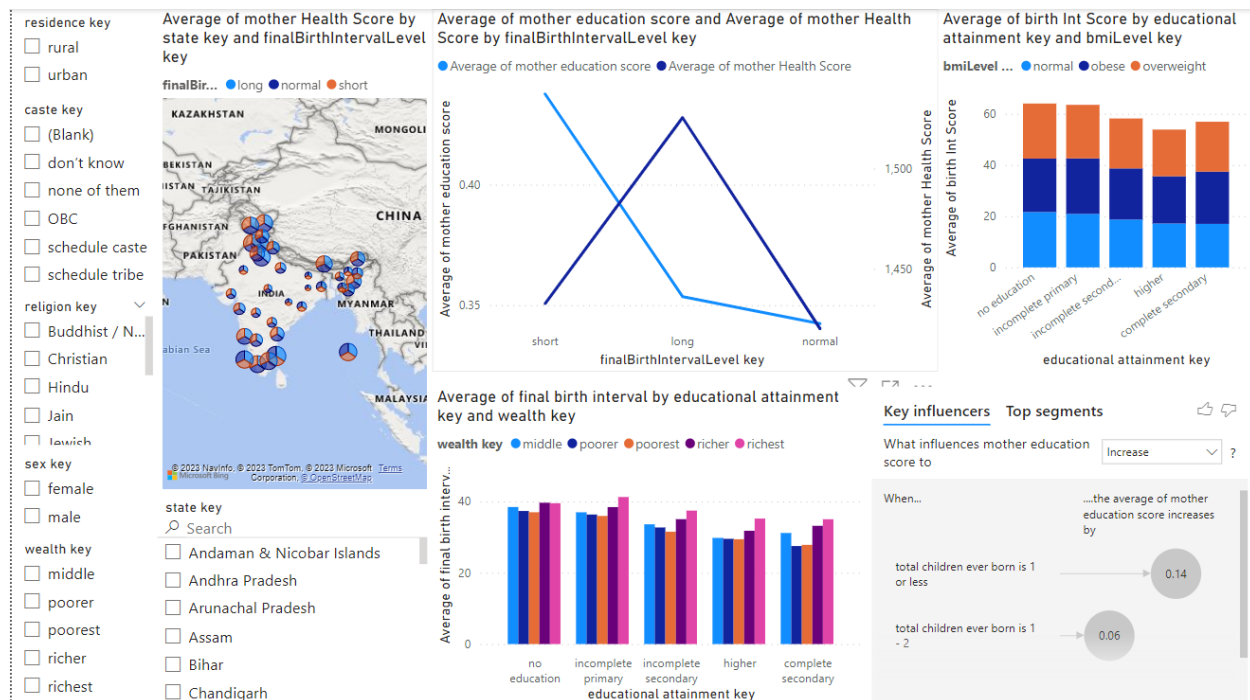 residence key
rural
urban
caste key
(Blank)
don't know
none of them
OBC
schedule caste
schedule tribe
religion key
Buddhist / N...
Christian
Hindu
Jain
Jewish
sex key
female
male
wealth key
middle
poorer
poorest
richer
richest
Average of mother Health Score by
state key and finalBirthIntervalLevel
key
finalBir... long normal short
KAZAKHSTAN
MONGOLI
BEKISTAN
ISTAN TAJIKISTAN
CHINA
FGHANISTAN
PAKISTAN
N
INDIA
MYANMAR
THAILAND
VI
abian Sea
MALAYSIA
© 2023 NavInfo, © 2023 TomTom, © 2023 Microsoft Terms
Corporation, © OpenStreetMap
Microsoft Bing
state key
Search
Andaman & Nicobar Islands
Andhra Pradesh
Arunachal Pradesh
Assam
Bihar
Chandigarh
Average of mother education score and Average of mother Health
Score by finalBirthIntervalLevel key
Average of mother education score Average of mother Health Score
Average of mother education score
0.40
0.35
1,500
1,450
Average of mother Health Score
short long normal
finalBirthIntervalLevel key
Average of birth Int Score by educational
attainment key and bmiLevel key
bmiLevel ... normal obese overweight
Average of birth Int Score
60
40
20
0
no education
incomplete primary
incomplete second...
higher
complete secondary
educational attainment key
Average of final birth interval by educational attainment
key and wealth key
wealth key middle poorer poorest richer richest
Average of final birth interv...
40
20
0
no education
incomplete primary
incomplete secondary
higher
complete secondary
educational attainment key
Key influencers Top segments
What influences mother education
score to
Increase ?
When...
....the average of mother
education score increases
by
total children ever born is 1
or less
0.14
total children ever born is 1
- 2
0.06